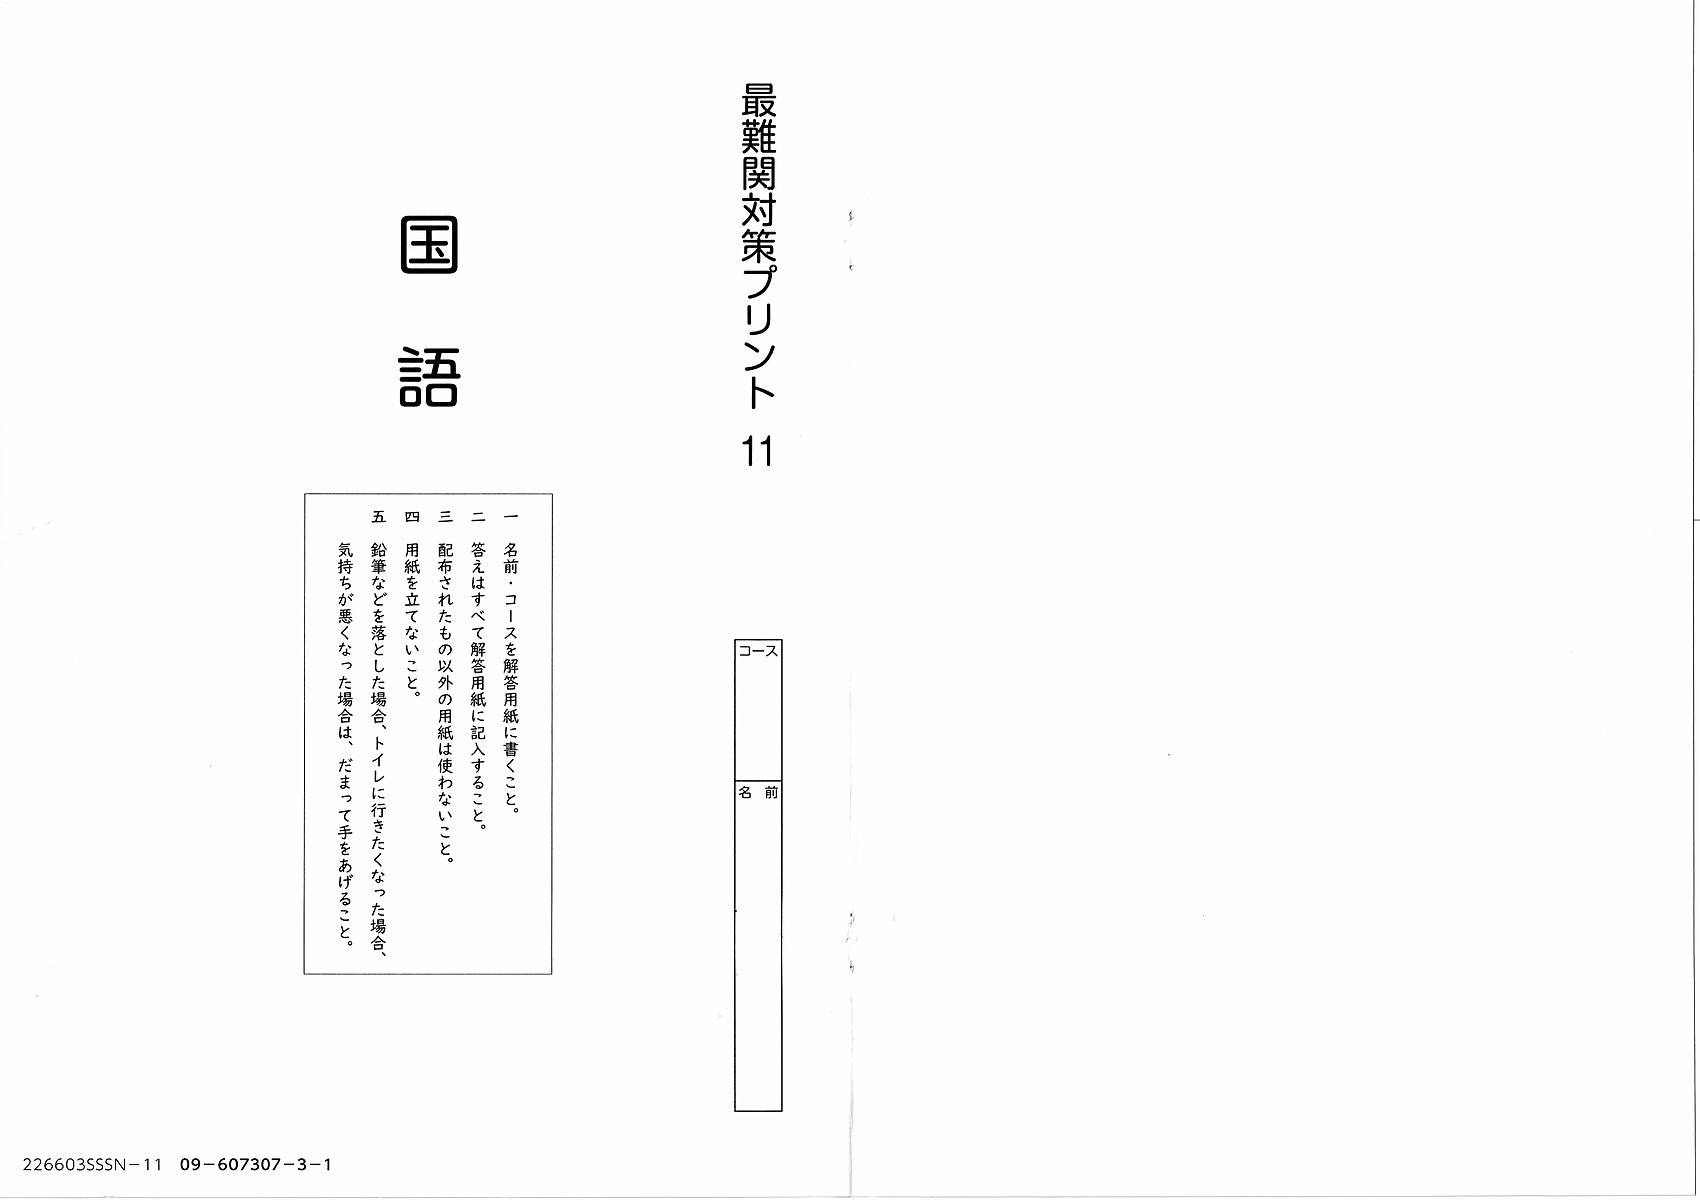 最難関対策プリント 11
コース
名前
国語
一 名前・コースを解答用紙に書くこと。
二 答えはすべて解答用紙に記入すること。
三 配布されたもの以外の用紙は使わないこと。
四 用紙を立てないこと。
五 鉛筆などを落とした場合、トイレに行きたくなった場合、
気持ちが悪くなった場合は、だまって手をあげること。
226603SSSN-11 09-607307-3-1